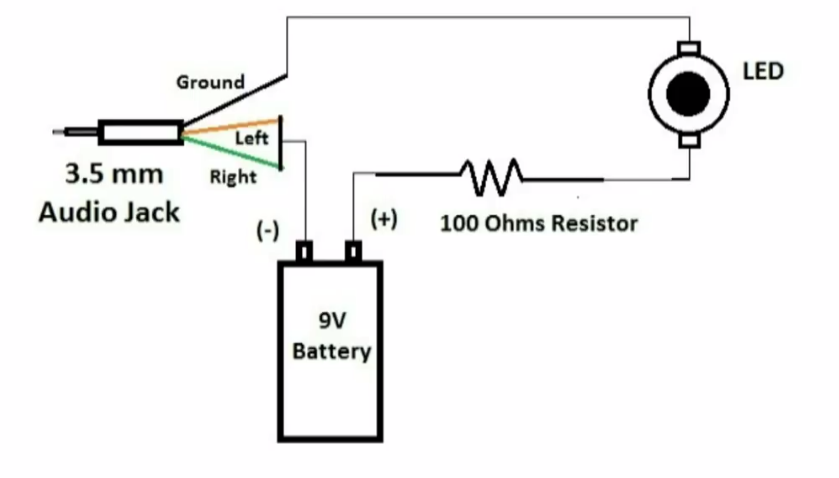 Ground
LED
Left
3.5 mm
Audio Jack
Right
(-)
(+)
100 Ohms Resistor
9V
Battery